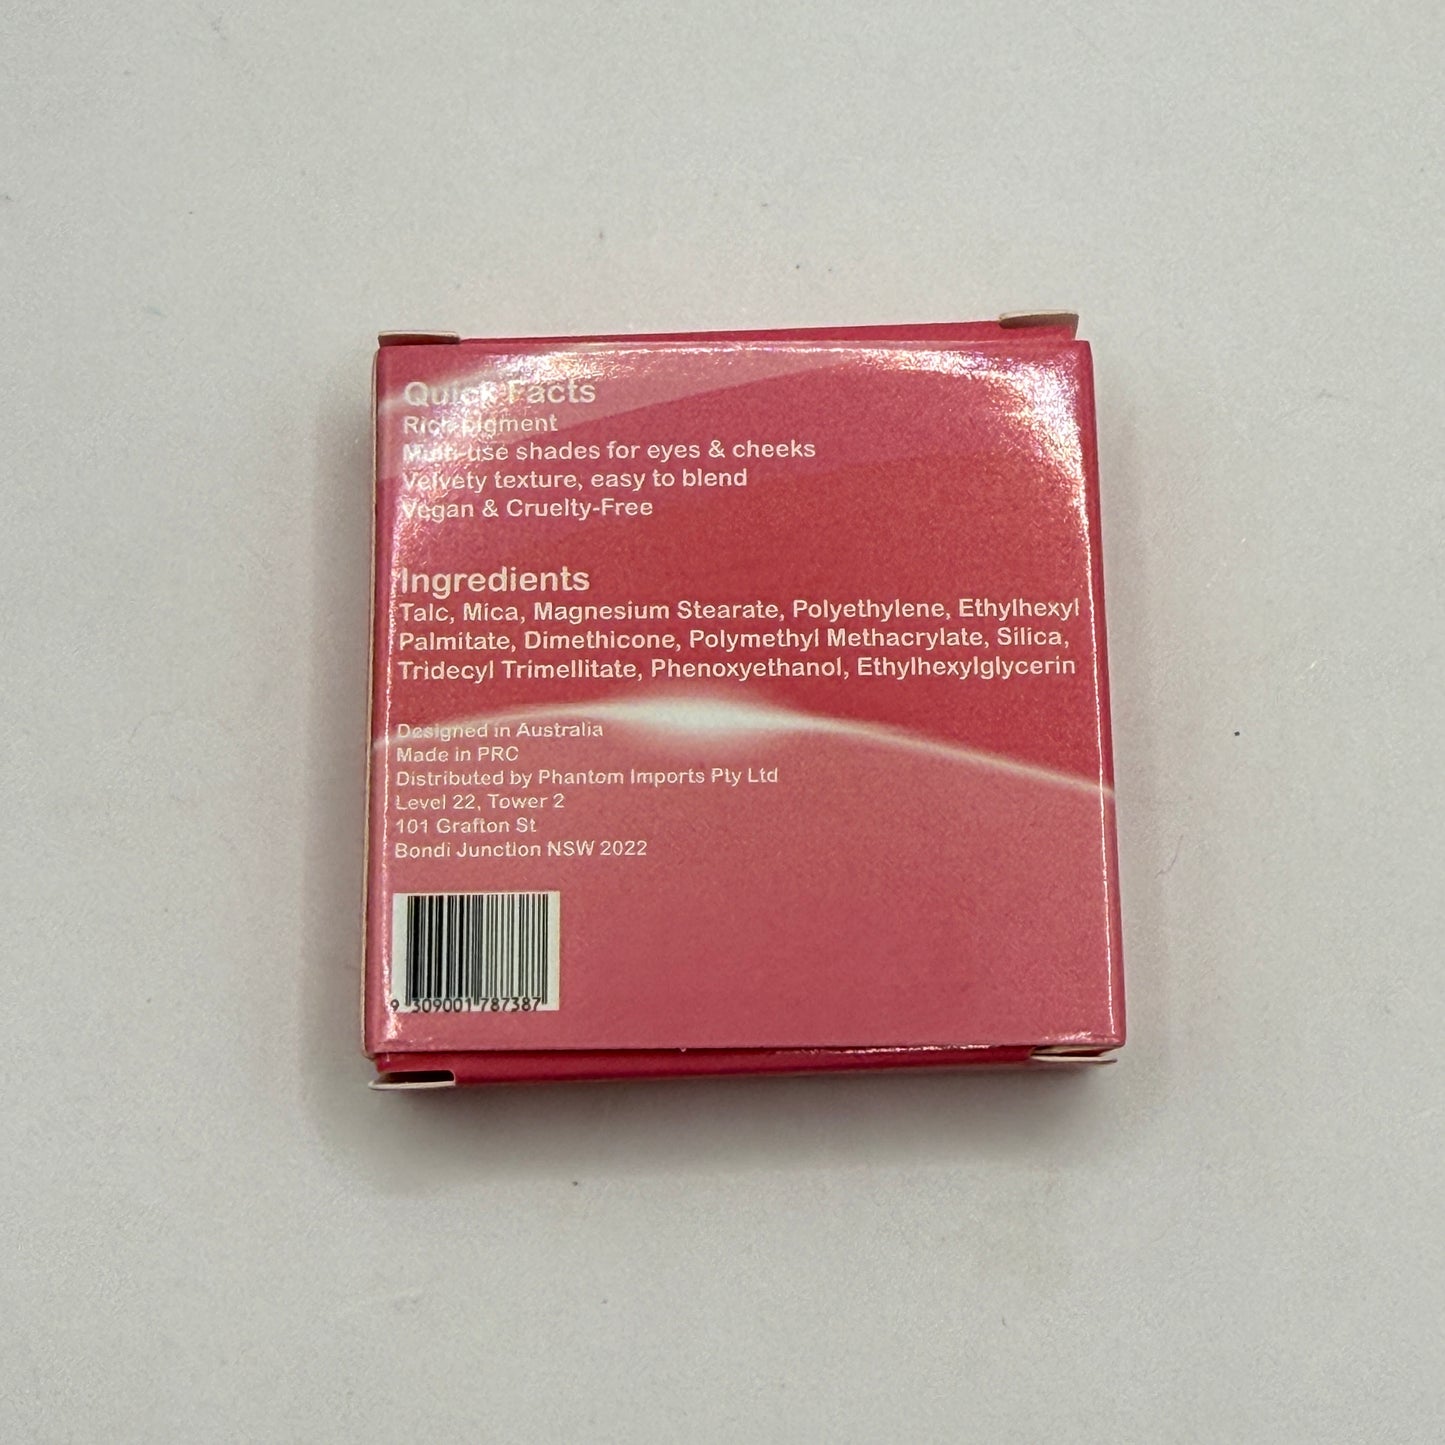 Quick Facts
Rich pigment
Multi-use shades for eyes & cheeks
Velvety texture, easy to blend
Vegan & Cruelty-Free
Ingredients
Talc, Mica, Magnesium Stearate, Polyethylene, Ethylhexyl
Palmitate, Dimethicone, Polymethyl Methacrylate, Silica,
Tridecyl Trimellitate, Phenoxyethanol, Ethylhexylglycerin
Designed in Australia
Made in PRC
Distributed by Phantom Imports Pty Ltd
Level 22, Tower 2
101 Grafton St
Bondi Junction NSW 2022
9 309001 787387